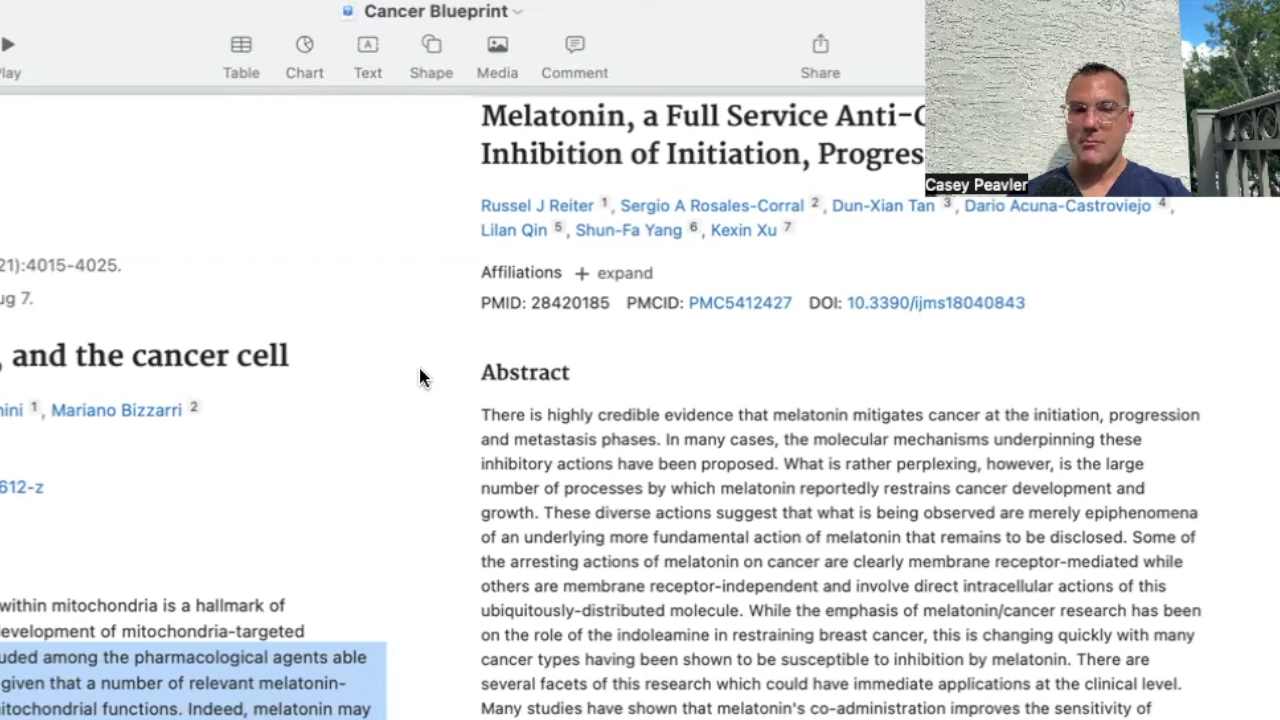 Cancer Blueprint
Play
Table
Chart
Text
Shape
Media
Comment
Share
Casey Peavler
21):4015-4025.
ug 7.
, and the cancer cell
nini 1, Mariano Bizzarri 2
612-z
within mitochondria is a hallmark of
evelopment of mitochondria-targeted
uded among the pharmacological agents able
given that a number of relevant melatonin-
itochondrial functions. Indeed, melatonin may
Melatonin, a Full Service Anti-C
Inhibition of Initiation, Progres
Russel J Reiter 1, Sergio A Rosales-Corral 2, Dun-Xian Tan 3, Dario Acuna-Castroviejo 4,
Lilan Qin 5, Shun-Fa Yang 6, Kexin Xu 7
Affiliations + expand
PMID: 28420185 PMCID: PMC5412427 DOI: 10.3390/ijms18040843
Abstract
There is highly credible evidence that melatonin mitigates cancer at the initiation, progression
and metastasis phases. In many cases, the molecular mechanisms underpinning these
inhibitory actions have been proposed. What is rather perplexing, however, is the large
number of processes by which melatonin reportedly restrains cancer development and
growth. These diverse actions suggest that what is being observed are merely epiphenomena
of an underlying more fundamental action of melatonin that remains to be disclosed. Some of
the arresting actions of melatonin on cancer are clearly membrane receptor-mediated while
others are membrane receptor-independent and involve direct intracellular actions of this
ubiquitously-distributed molecule. While the emphasis of melatonin/cancer research has been
on the role of the indoleamine in restraining breast cancer, this is changing quickly with many
cancer types having been shown to be susceptible to inhibition by melatonin. There are
several facets of this research which could have immediate applications at the clinical level.
Many studies have shown that melatonin's co-administration improves the sensitivity of